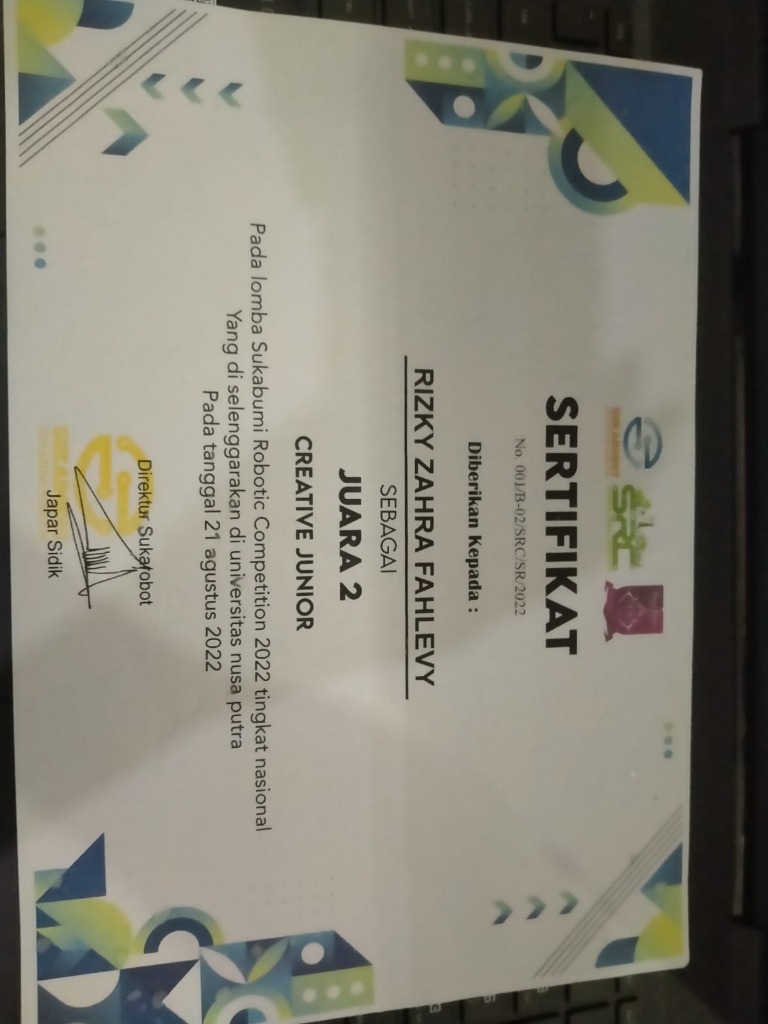 SUKAROBOT
SRC
SERTIFIKAT
No. 001/B-02/SRC/SR/2022
Diberikan Kepada :
RIZKY ZAHRA FAHLEVY
SEBAGAI
JUARA 2
CREATIVE JUNIOR
Pada lomba Sukabumi Robotic Competition 2022 tingkat nasional
Yang di selenggarakan di universitas nusa putra
Pada tanggal 21 agustus 2022
Direktur Sukarobot
Japar Sidik